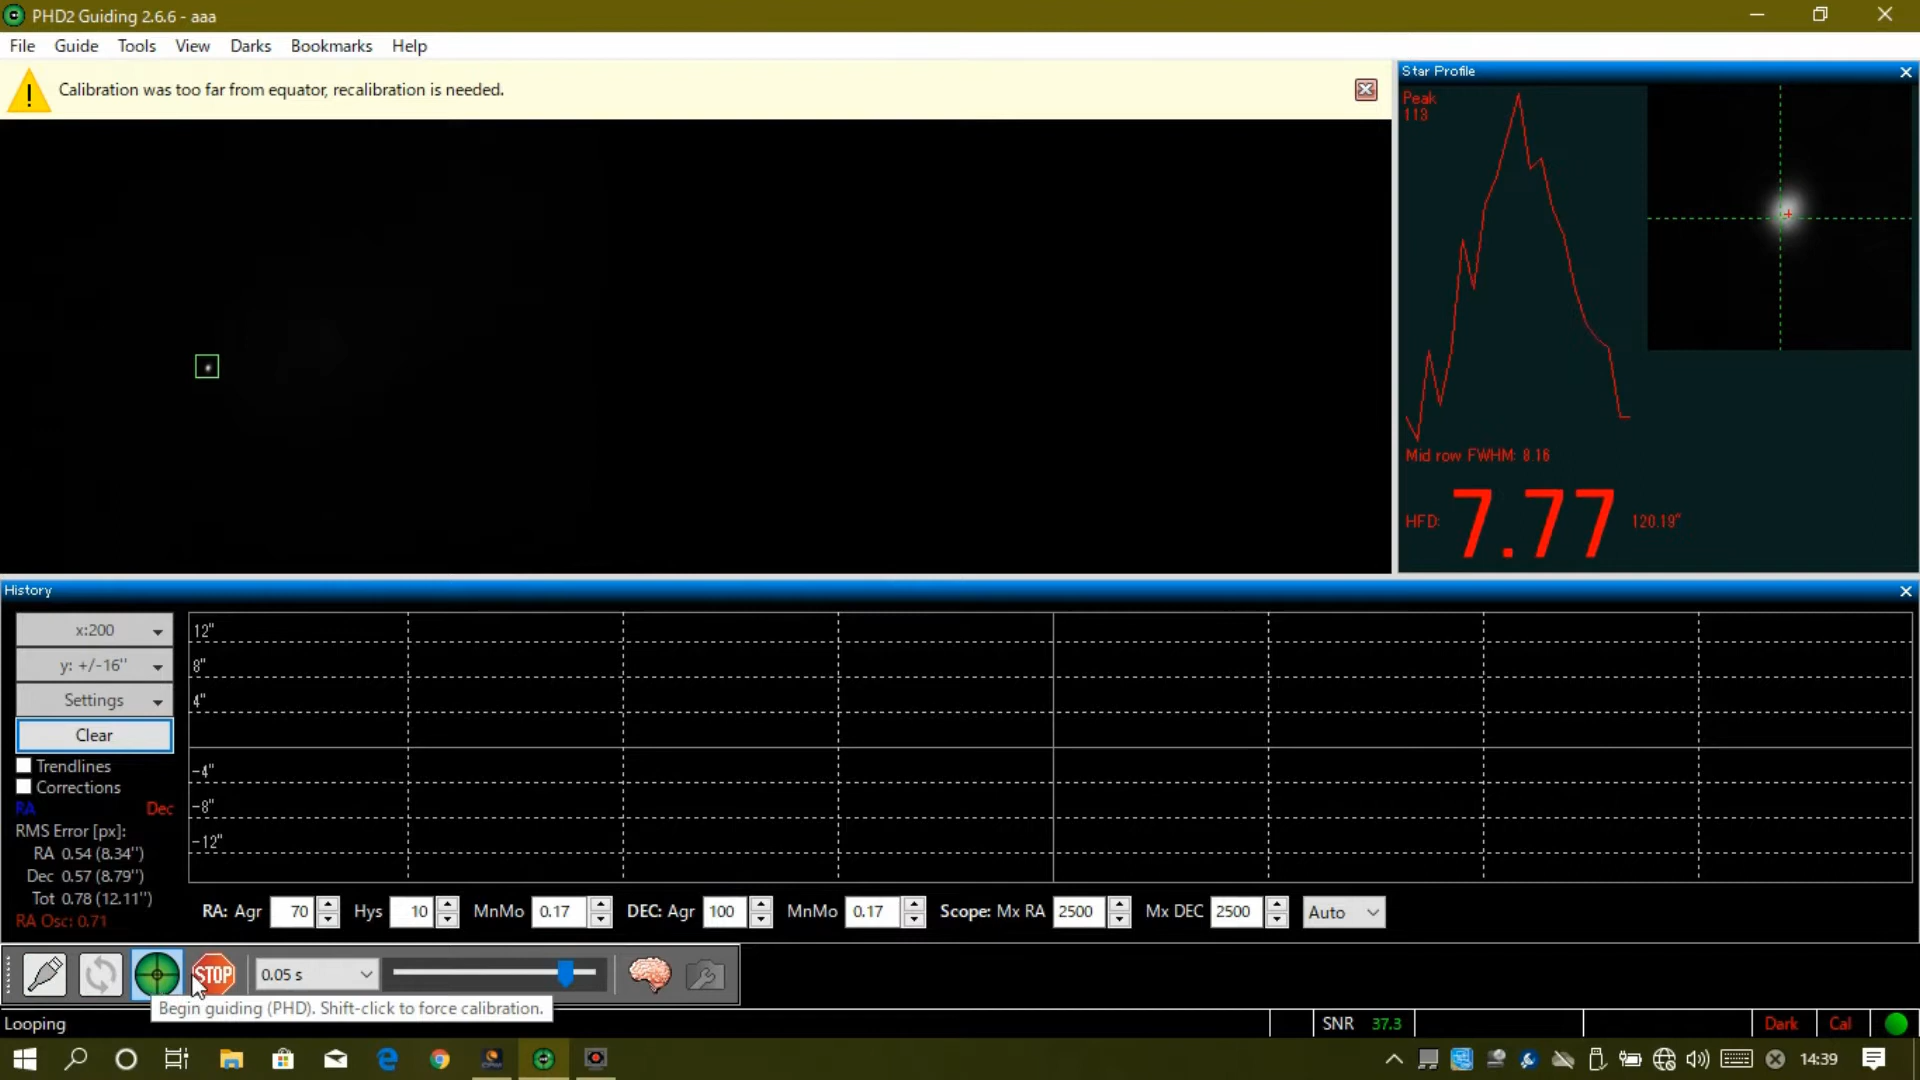 PHD2 Guiding 2.6.6 - aaa
File Guide Tools View Darks Bookmarks Help
Calibration was too far from equator, recalibration is needed.
Star Profile
Peak
113
Mid row FWHM: 8.16
HFD: 7.77 120.19"
History
x:200
y: +/-16"
Settings
Clear
Trendlines
Corrections
RA Dec
RMS Error [px]:
RA 0.54 (8.34")
Dec 0.57 (8.79")
Tot 0.78 (12.11")
RA Osc: 0.71
12"
8"
4"
-4"
-8"
-12"
RA: Agr 70 Hys 10 MnMo 0.17 DEC: Agr 100 MnMo 0.17 Scope: Mx RA 2500 Mx DEC 2500 Auto
STOP 0.05 s
Begin guiding (PHD). Shift-click to force calibration.
Looping SNR 37.3 Dark Cal
14:39